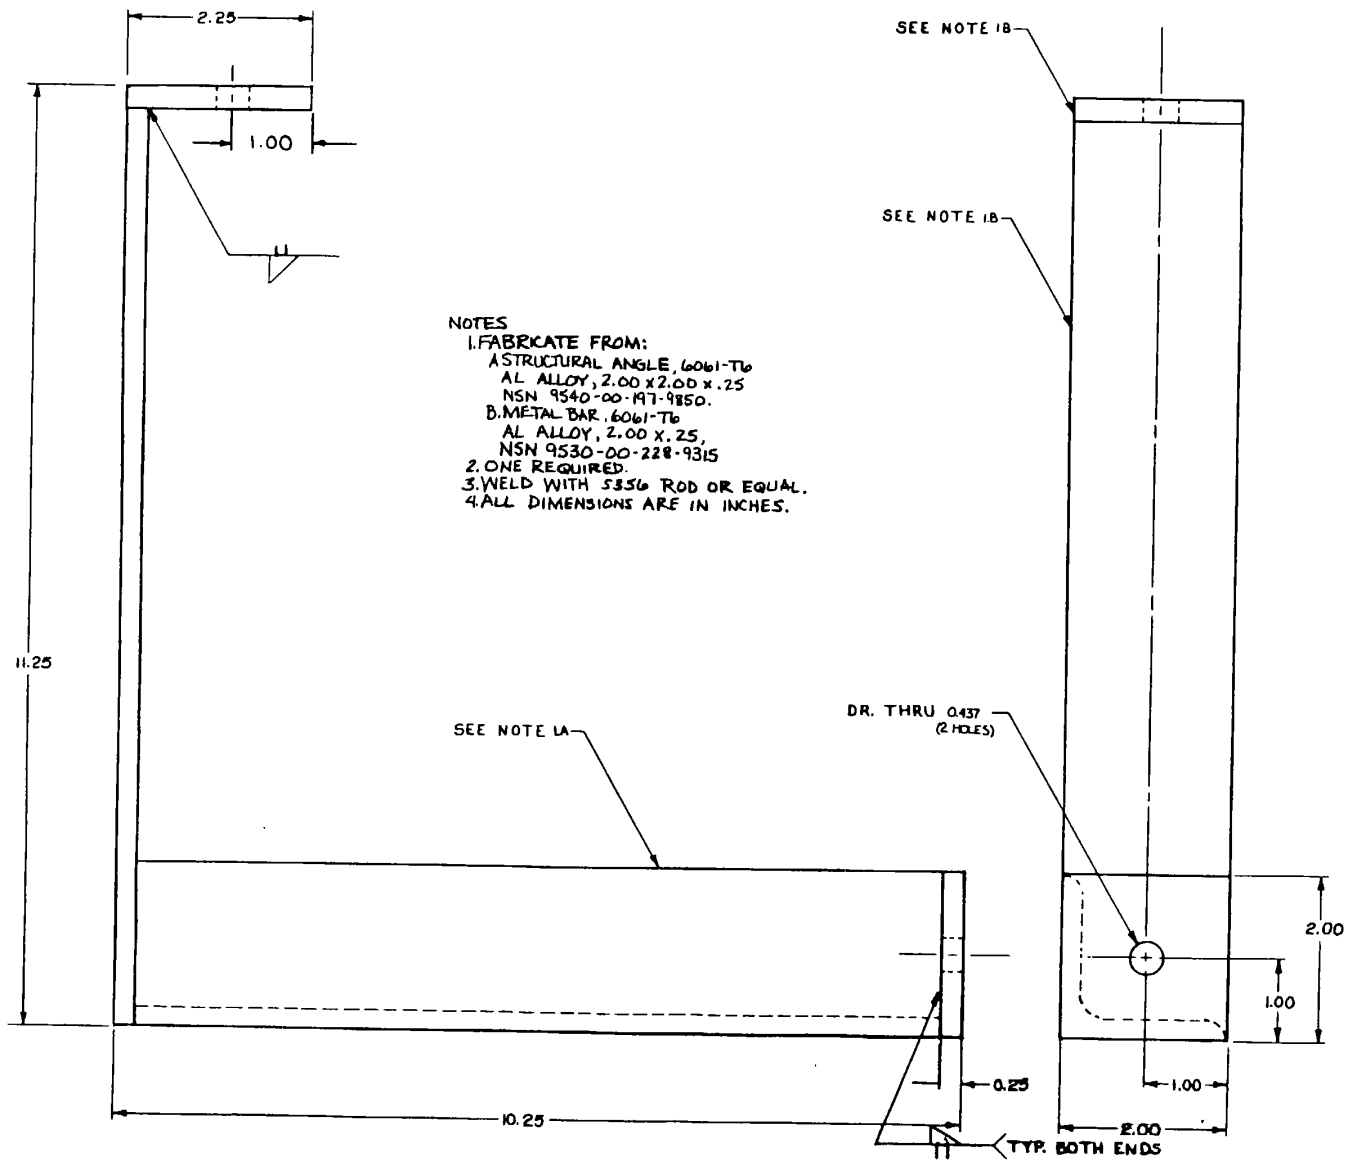 2.25
SEE NOTE 1B
1.00
SEE NOTE 1.B
NOTES
1.FABRICATE FROM:
A STRUCTURAL ANGLE, 6061-T6
AL ALLOY, 2.00 X 2.00 X .25
NSN 9540-00-197-9850.
B.METAL BAR, 6061-T6
AL ALLOY, 2.00 X .25,
NSN 9530-00-228-9315
2. ONE REQUIRED.
3.WELD WITH 5356 ROD OR EQUAL.
4.ALL DIMENSIONS ARE IN INCHES.
11.25
SEE NOTE 1A
DR. THRU 0.437
(2 HOLES)
2.00
1.00
0.25
1.00
10.25
2.00
TYP. BOTH ENDS